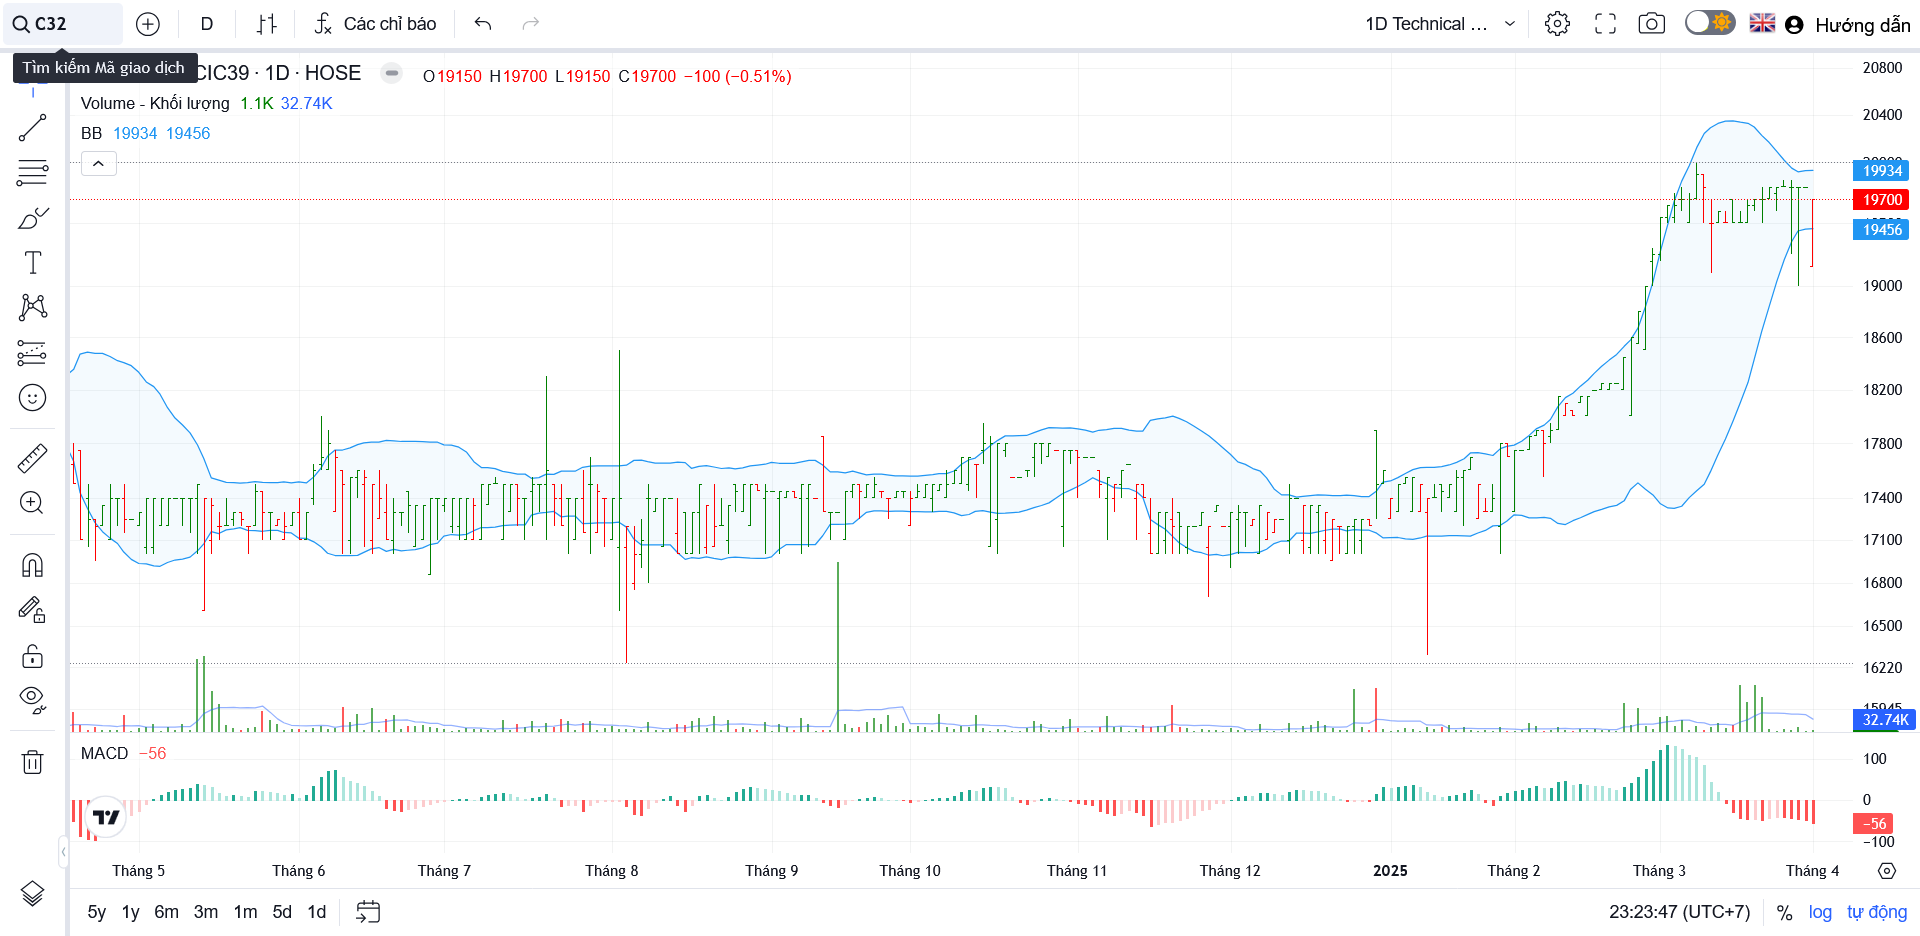 C32
D
Các chỉ báo
1D Technical ...
Hướng dẫn
Tìm kiếm Mã giao dịch
CIC39 · 1D · HOSE
O19150 H19700 L19150 C19700 −100 (−0.51%)
Volume - Khối lượng 1.1K 32.74K
BB 19934 19456
20800
20400
19934
19700
19456
19000
18600
18200
17800
17400
17100
16800
16500
16220
32.74K
MACD −56
100
0
−56
−100
Tháng 5 Tháng 6 Tháng 7 Tháng 8 Tháng 9 Tháng 10 Tháng 11 Tháng 12 2025 Tháng 2 Tháng 3 Tháng 4
5y 1y 6m 3m 1m 5d 1d
23:23:47 (UTC+7) % log tự động